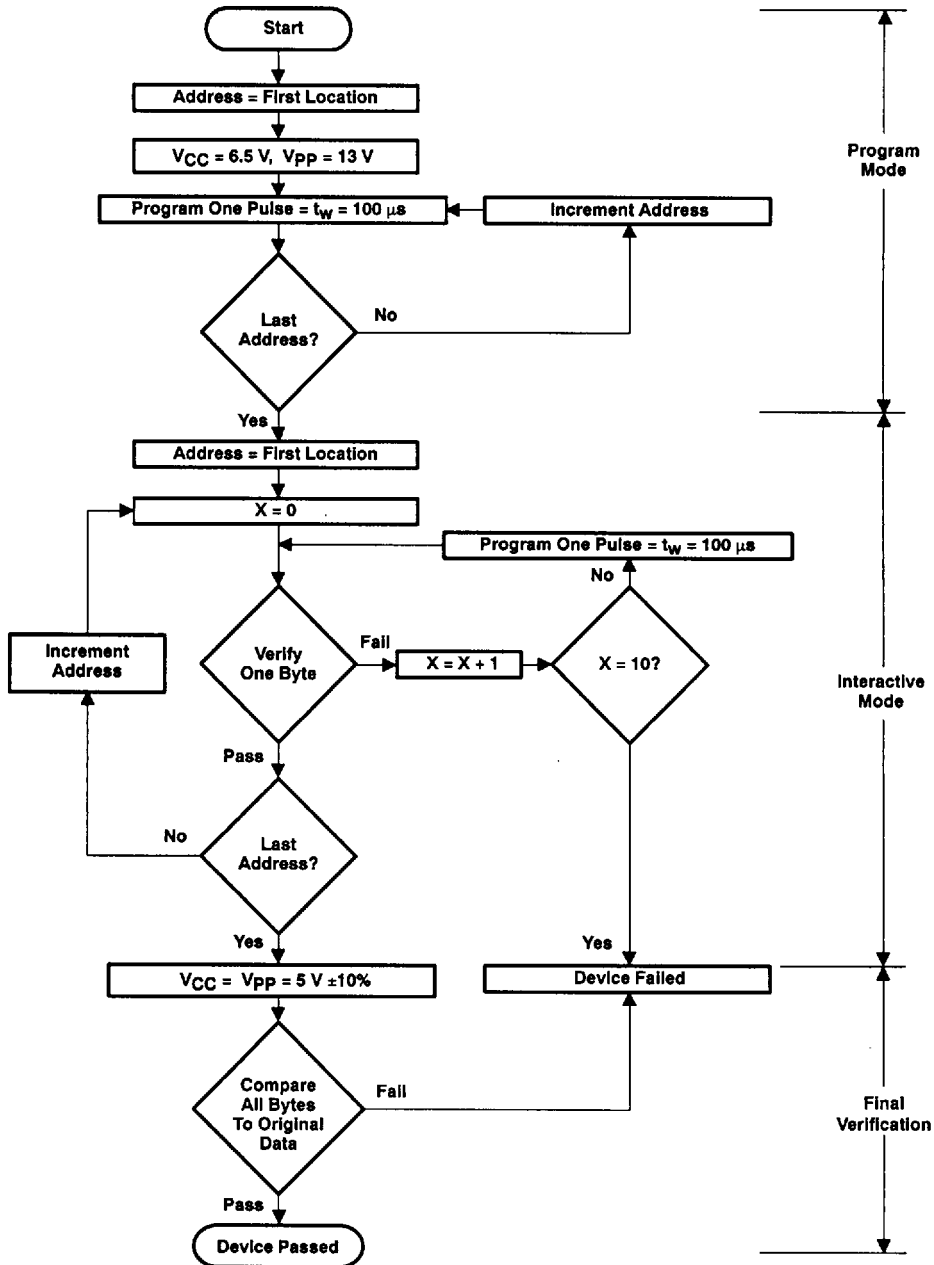 Start
Address = First Location
VCC = 6.5 V, VPP = 13 V
Program One Pulse = tW = 100 μs
Increment Address
Last
Address?
No
Yes
Program
Mode
Address = First Location
X = 0
Program One Pulse = tW = 100 μs
No
Increment
Address
Verify
One Byte
Fail
X = X + 1
X = 10?
Interactive
Mode
Pass
No
Last
Address?
Yes
Yes
VCC = VPP = 5 V ±10%
Device Failed
Compare
All Bytes
To Original
Data
Fail
Final
Verification
Pass
Device Passed